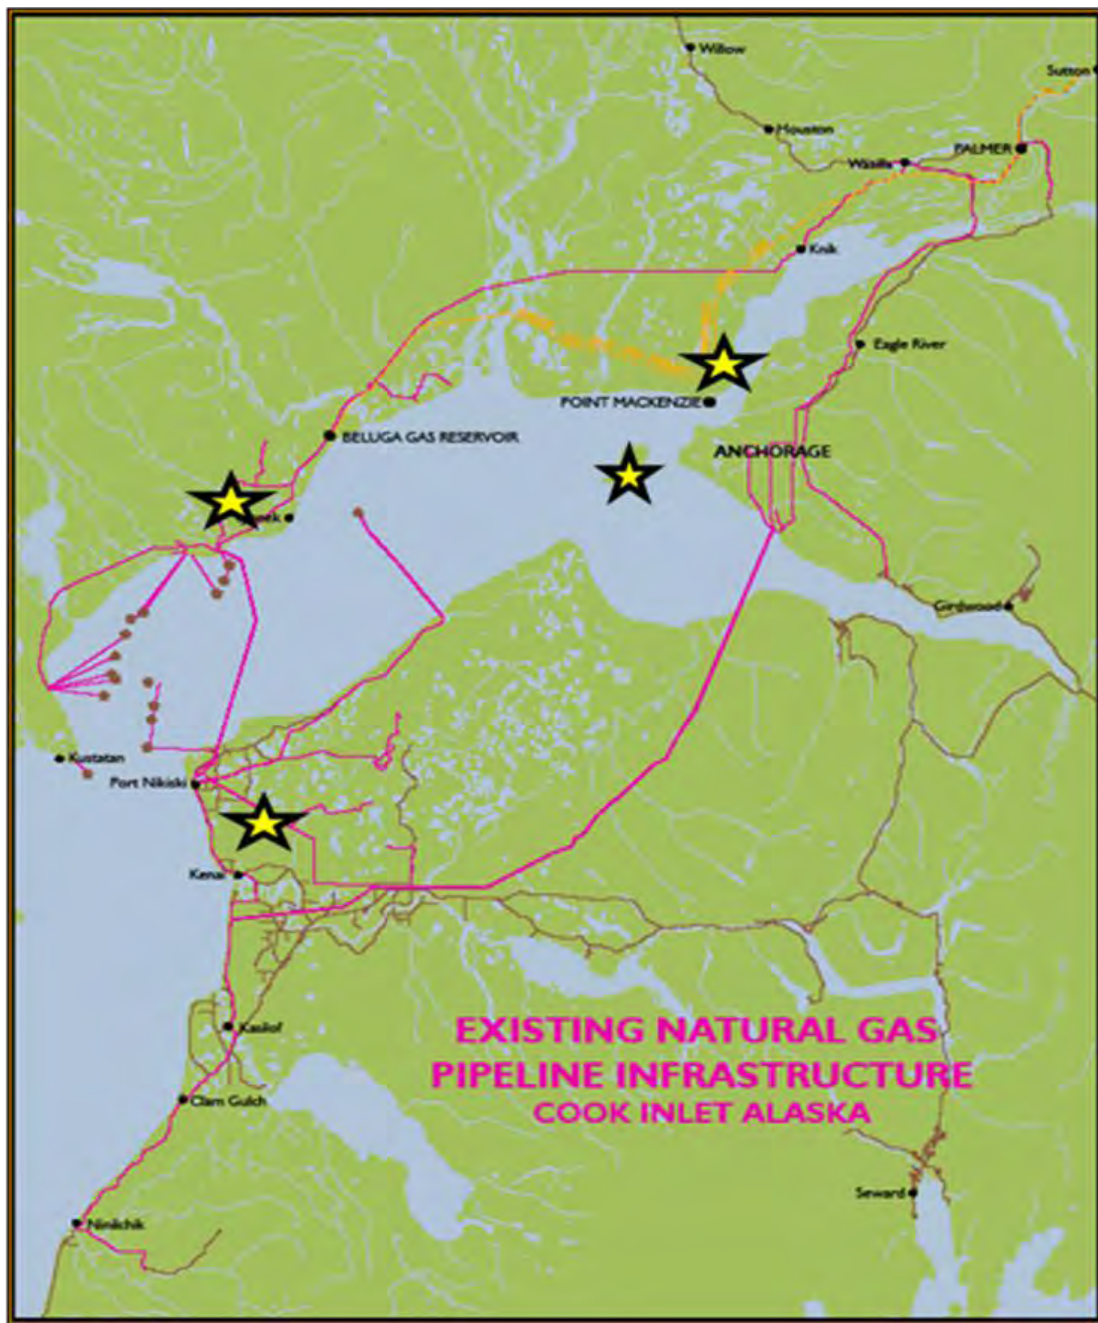 Willow
Sutton
Houston
PALMER
Wasilla
Knik
Eagle River
POINT MACKENZIE
BELUGA GAS RESERVOIR
ANCHORAGE
Girdwood
Kustatan
Port Nikiski
Kenai
EXISTING NATURAL GAS
PIPELINE INFRASTRUCTURE
COOK INLET ALASKA
Kasilof
Clam Gulch
Seward
Ninilchik